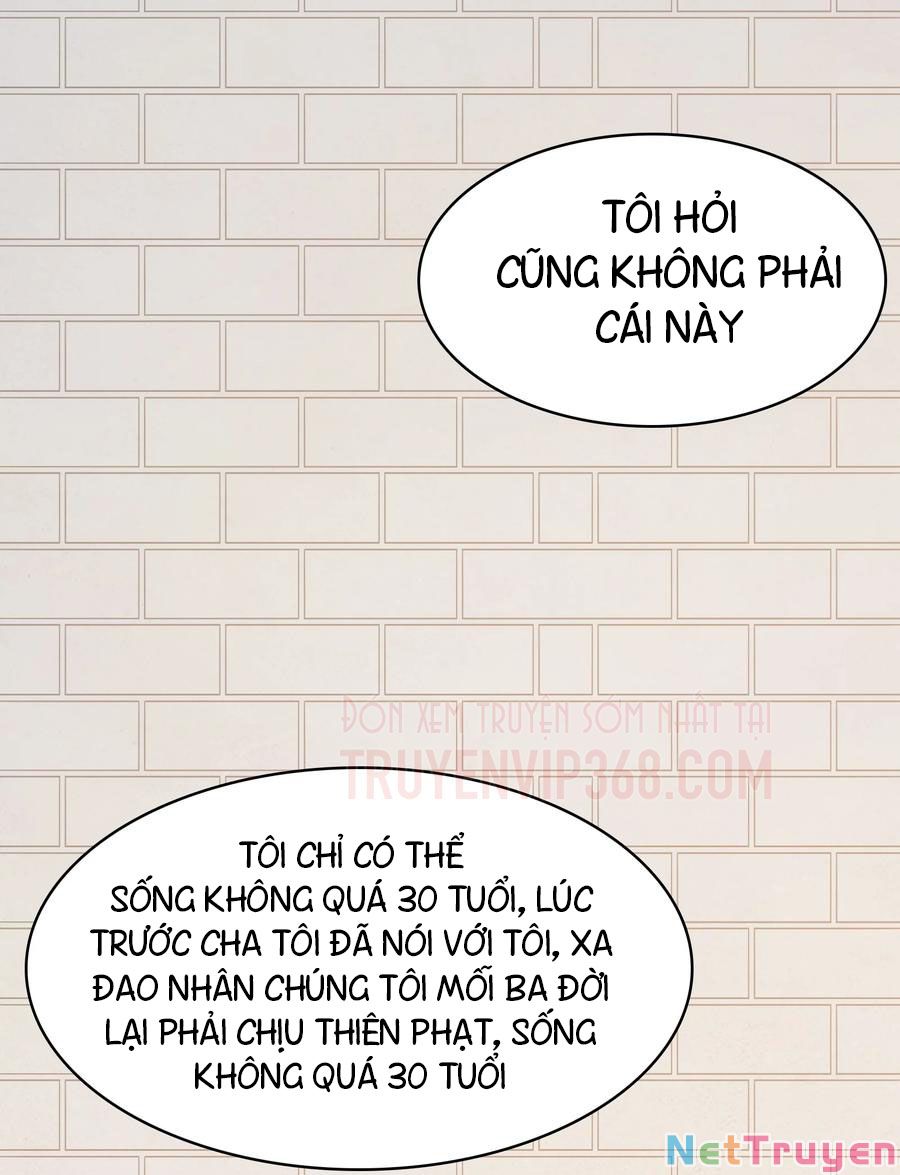 TÔI HỎI
CŨNG KHÔNG PHẢI
CÁI NÀY
ĐÓN XEM TRUYỆN SỚM NHẤT TẠI
TRUYENVIP368.COM
TÔI CHỈ CÓ THỂ
SỐNG KHÔNG QUÁ 30 TUỔI, LÚC
TRƯỚC CHA TÔI ĐÃ NÓI VỚI TÔI, XA
ĐAO NHÂN CHÚNG TÔI MỖI BA ĐỜI
LẠI PHẢI CHỊU THIÊN PHẠT, SỐNG
KHÔNG QUÁ 30 TUỔI
NetTruyen